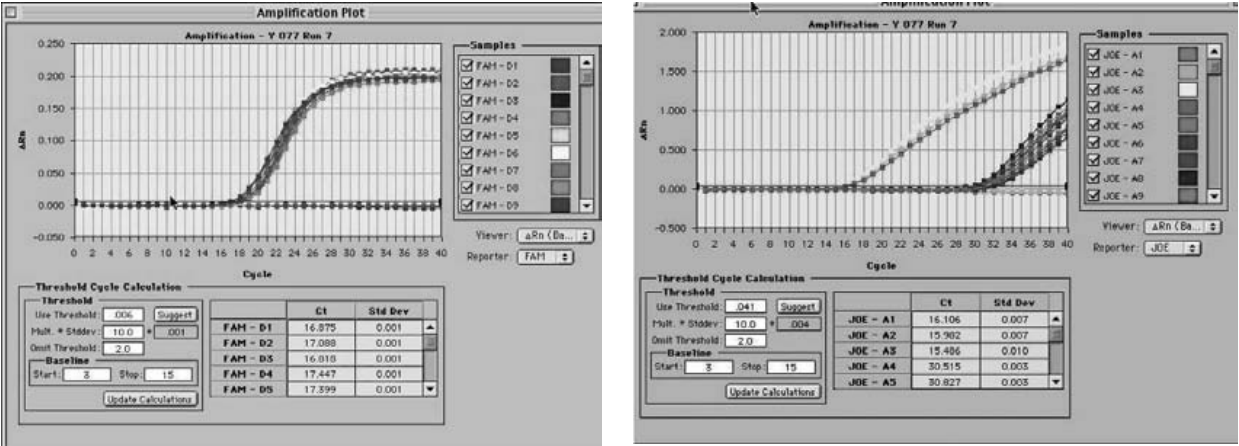 Amplification Plot
Amplification - Y 077 Run 7
0.250
0.200
0.150
0.100
0.050
0.000
-0.050
ΔRn
0 2 4 6 8 10 12 14 16 18 20 22 24 26 28 30 32 34 36 38 40
Cycle
Samples
FAM - D1
FAM - D2
FAM - D3
FAM - D4
FAM - D5
FAM - D6
FAM - D7
FAM - D8
FAM - D9
Viewer: ΔRn (Ba...
Reporter: FAM
Threshold Cycle Calculation
Threshold
Use Threshold: .006 Suggest
Mult. * Stddev: 10.0 * .001
Omit Threshold: 2.0
Baseline
Start: 3 Stop: 15
Update Calculations
Ct Std Dev
FAM - D1 16.875 0.001
FAM - D2 17.088 0.001
FAM - D3 16.818 0.001
FAM - D4 17.447 0.001
FAM - D5 17.399 0.001
Amplification Plot
Amplification - Y 077 Run 7
2.000
1.500
1.000
0.500
0.000
-0.500
ΔRn
0 2 4 6 8 10 12 14 16 18 20 22 24 26 28 30 32 34 36 38 40
Cycle
Samples
JOE - A1
JOE - A2
JOE - A3
JOE - A4
JOE - A5
JOE - A6
JOE - A7
JOE - A8
JOE - A9
Viewer: ΔRn (Ba...
Reporter: JOE
Threshold Cycle Calculation
Threshold
Use Threshold: .041 Suggest
Mult. * Stddev: 10.0 * .004
Omit Threshold: 2.0
Baseline
Start: 3 Stop: 15
Update Calculations
Ct Std Dev
JOE - A1 16.106 0.007
JOE - A2 15.982 0.007
JOE - A3 15.486 0.010
JOE - A4 30.515 0.003
JOE - A5 30.827 0.003